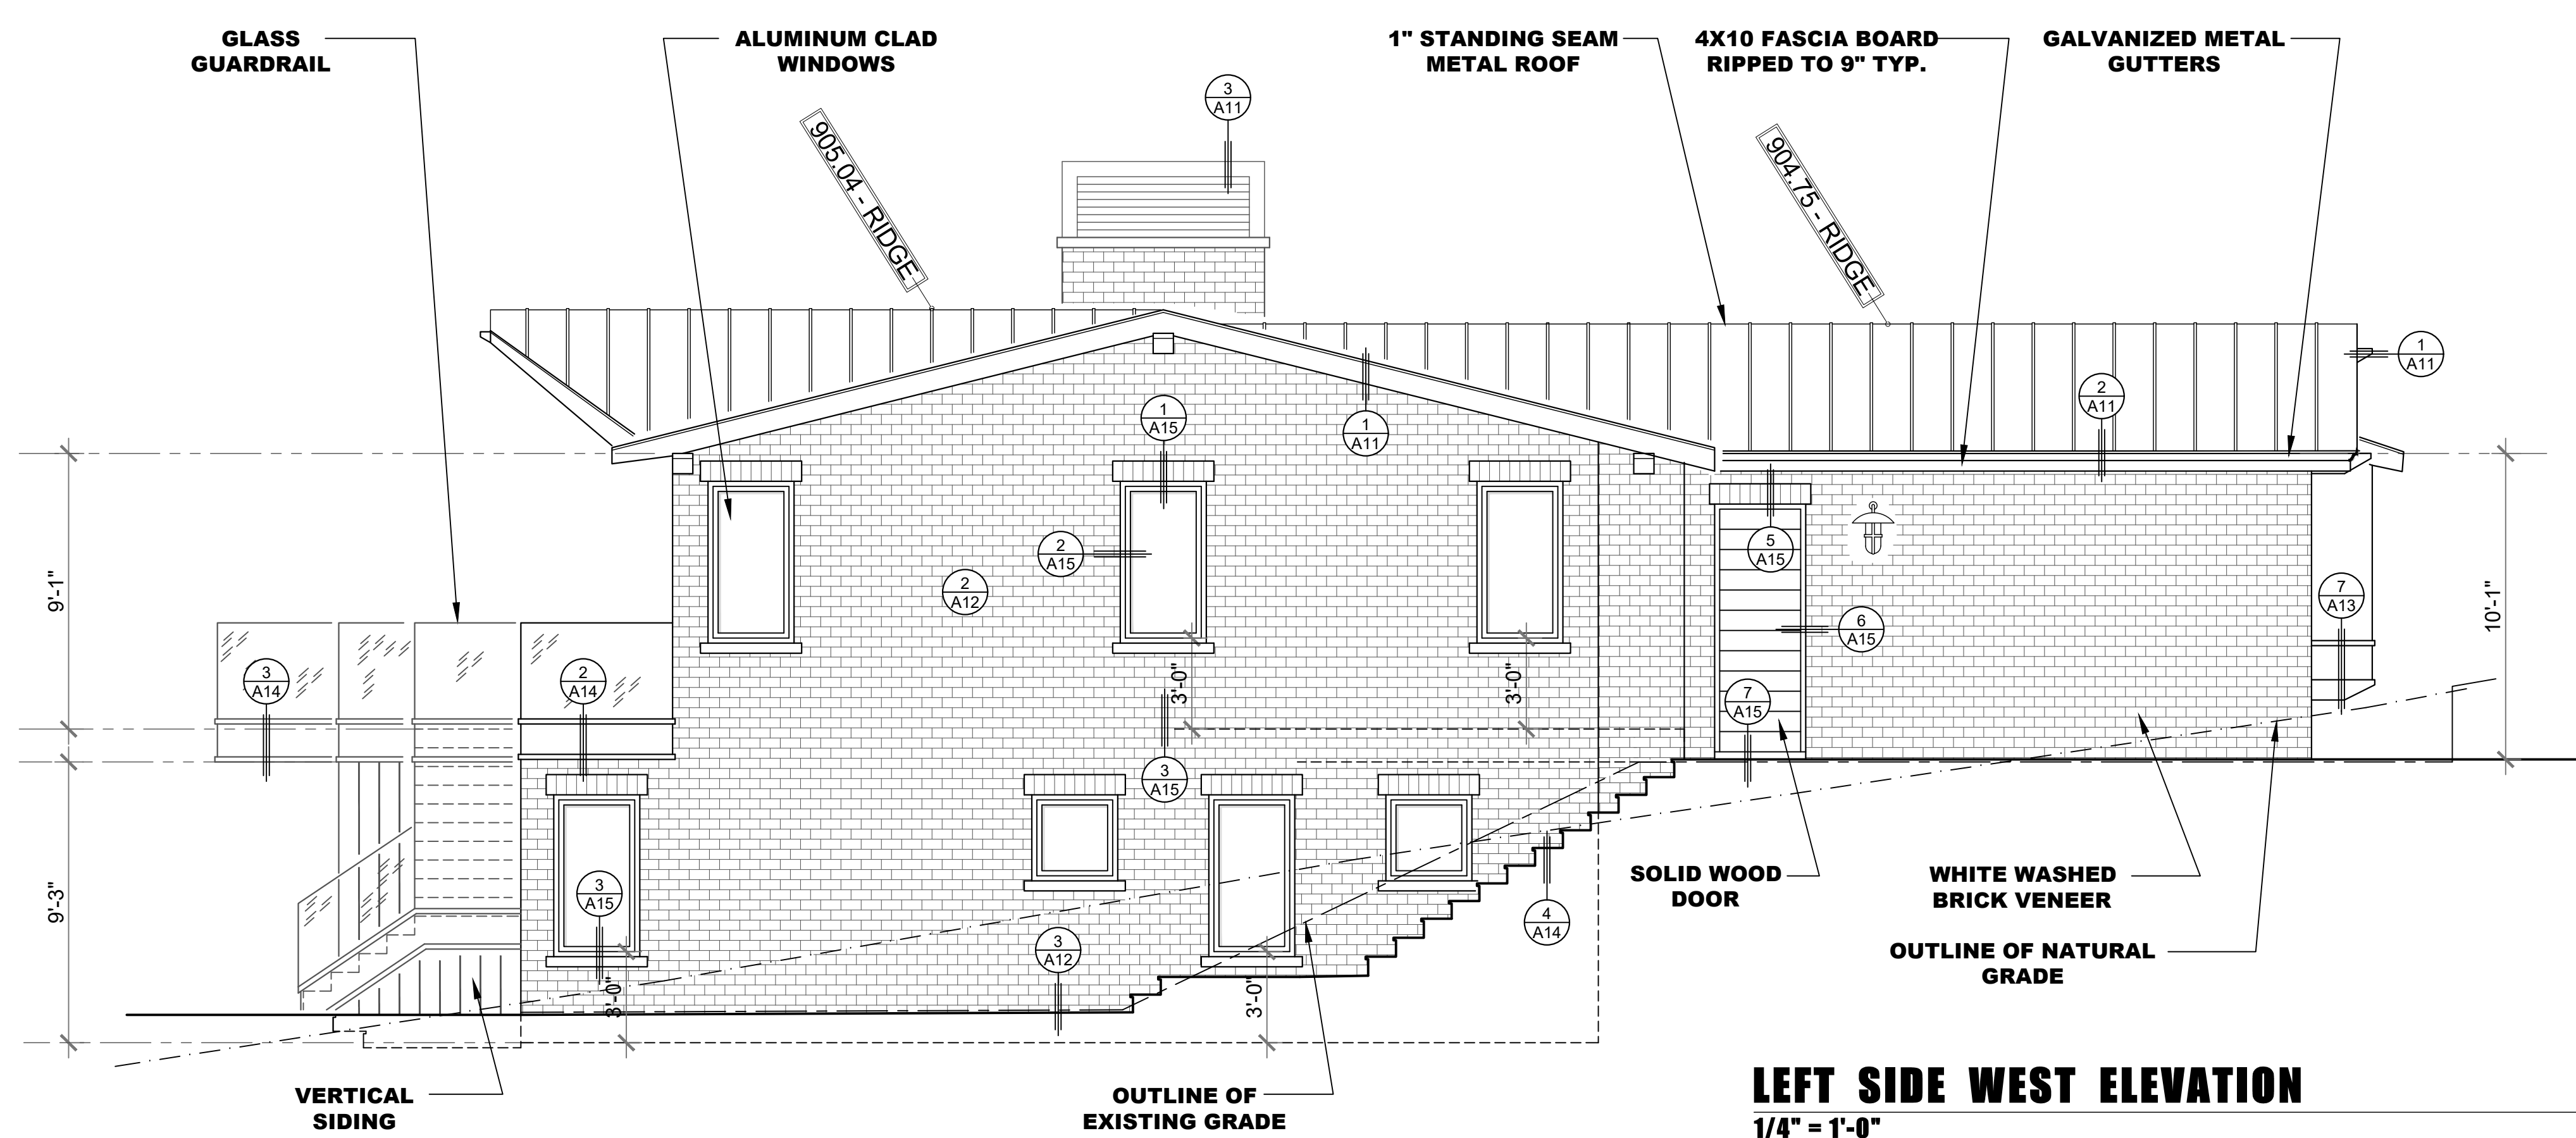 GLASS
GUARDRAIL
ALUMINUM CLAD
WINDOWS
1" STANDING SEAM
METAL ROOF
4X10 FASCIA BOARD
RIPPED TO 9" TYP.
GALVANIZED METAL
GUTTERS
3
A11
905.04 - RIDGE
904.75 - RIDGE
1
A11
2
A11
1
A15
1
A11
2
A15
2
A12
5
A15
6
A15
7
A13
9'-1"
10'-1"
3
A14
2
A14
3'-0"
3'-0"
7
A15
3
A15
9'-3"
3
A15
3
A12
4
A14
3'-0"
3'-0"
SOLID WOOD
DOOR
WHITE WASHED
BRICK VENEER
OUTLINE OF NATURAL
GRADE
VERTICAL
SIDING
OUTLINE OF
EXISTING GRADE
LEFT SIDE WEST ELEVATION
1/4" = 1'-0"